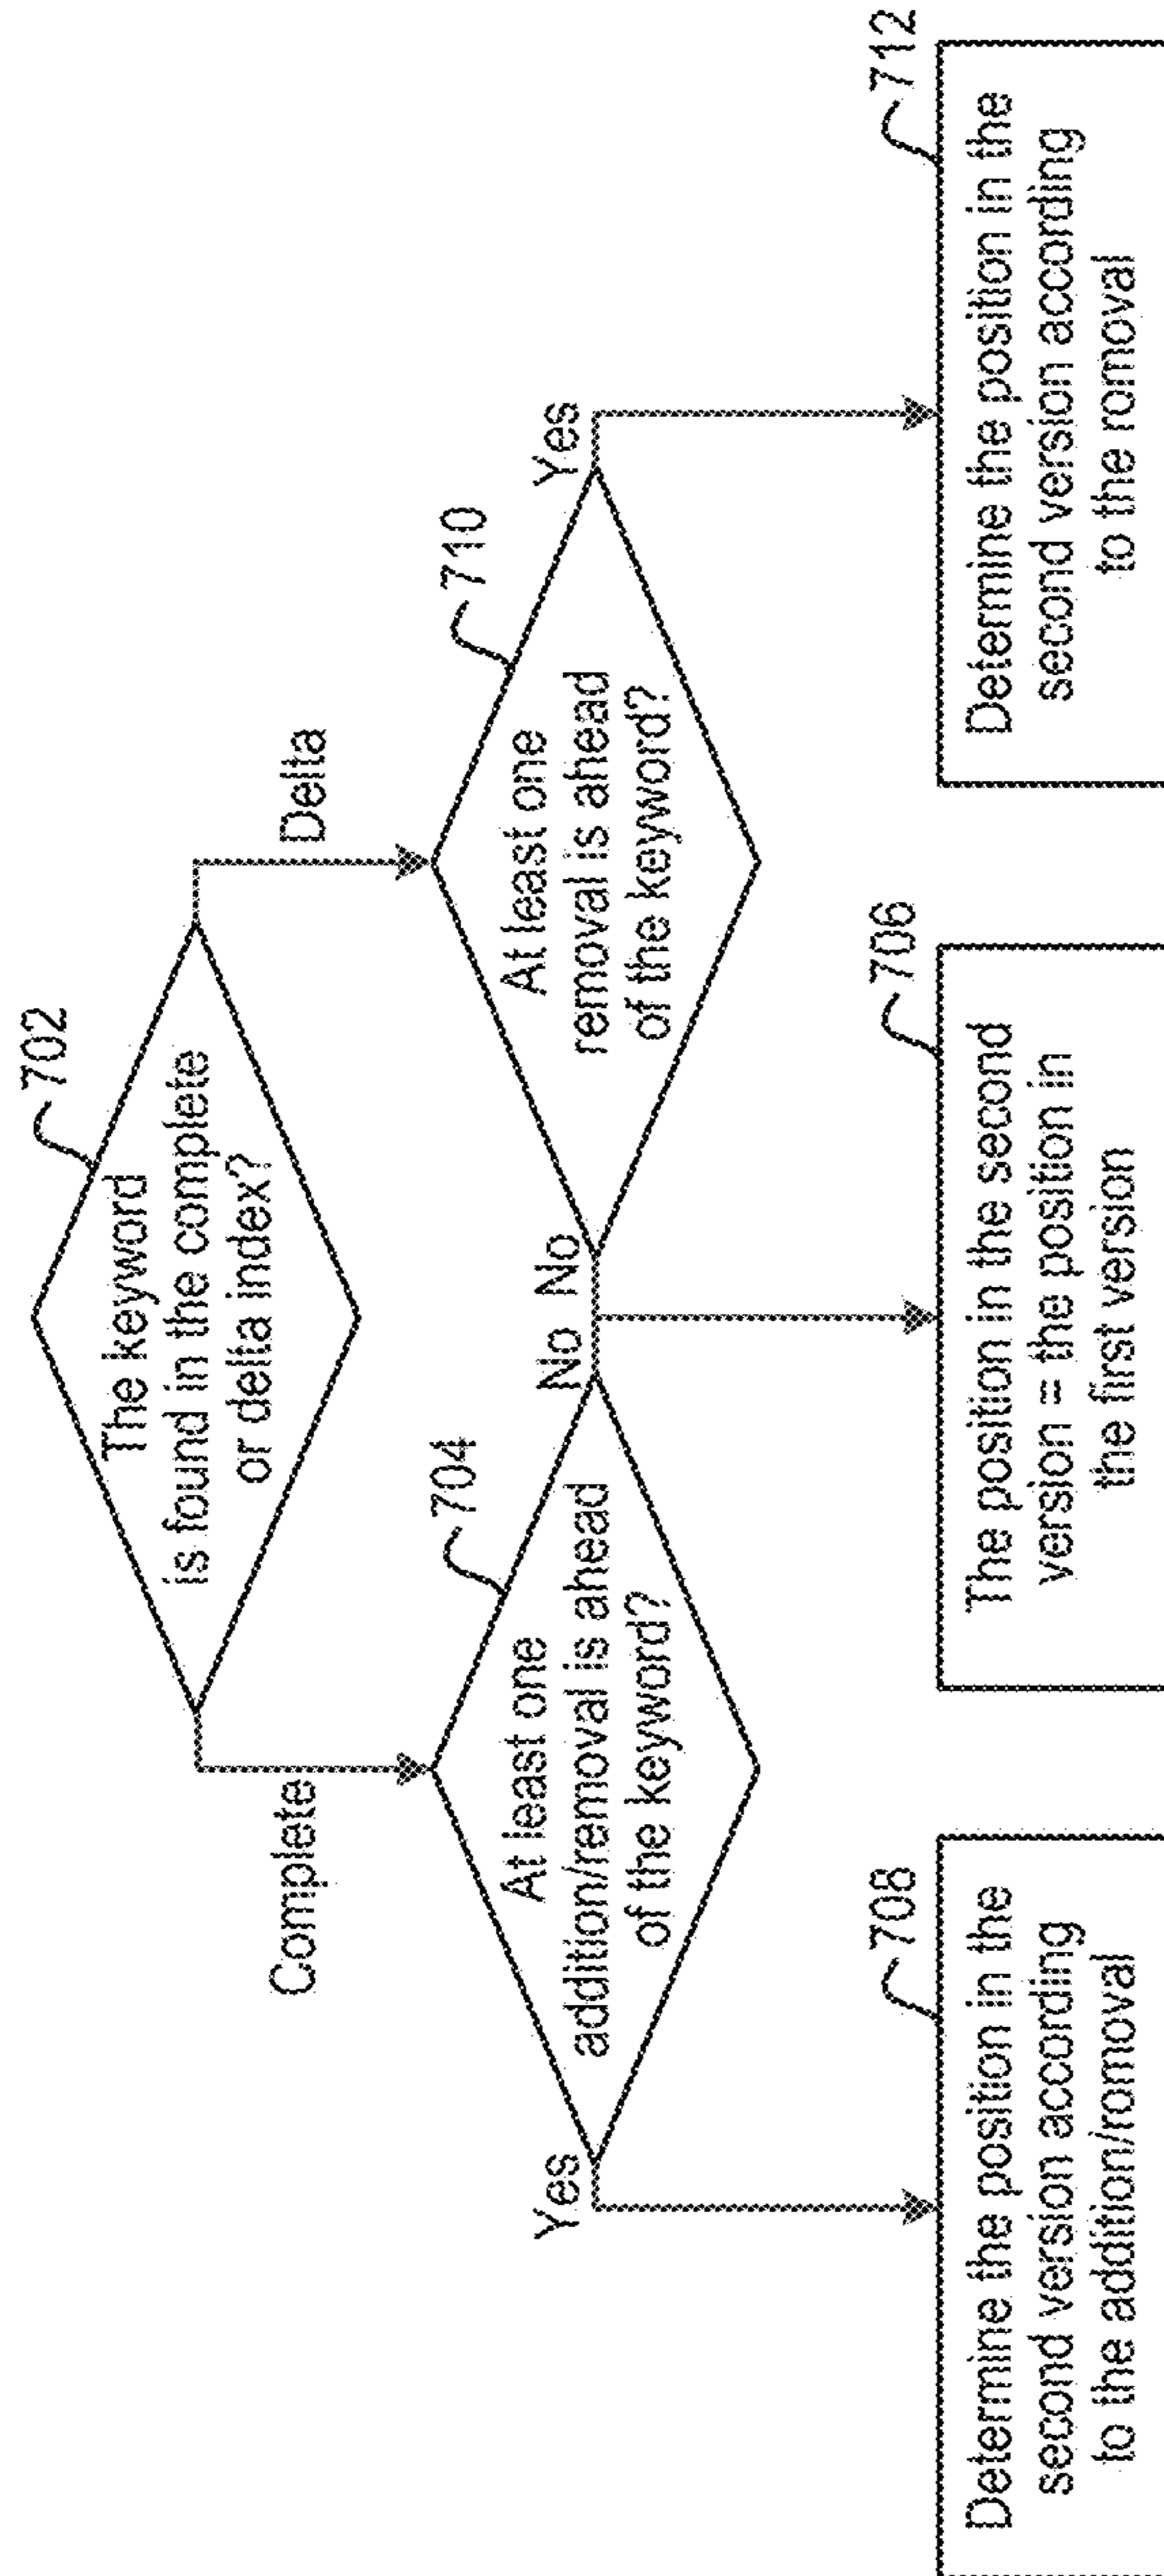 702
The keyword
is found in the complete
or delta index?
Complete
Delta
704
At least one
addition/removal is ahead
of the keyword?
710
At least one
removal is ahead
of the keyword?
Yes
No
No
Yes
708
Determine the position in the
second version according
to the addition/romoval
706
The position in the second
version = the position in
the first version
712
Determine the position in the
second version according
to the romoval